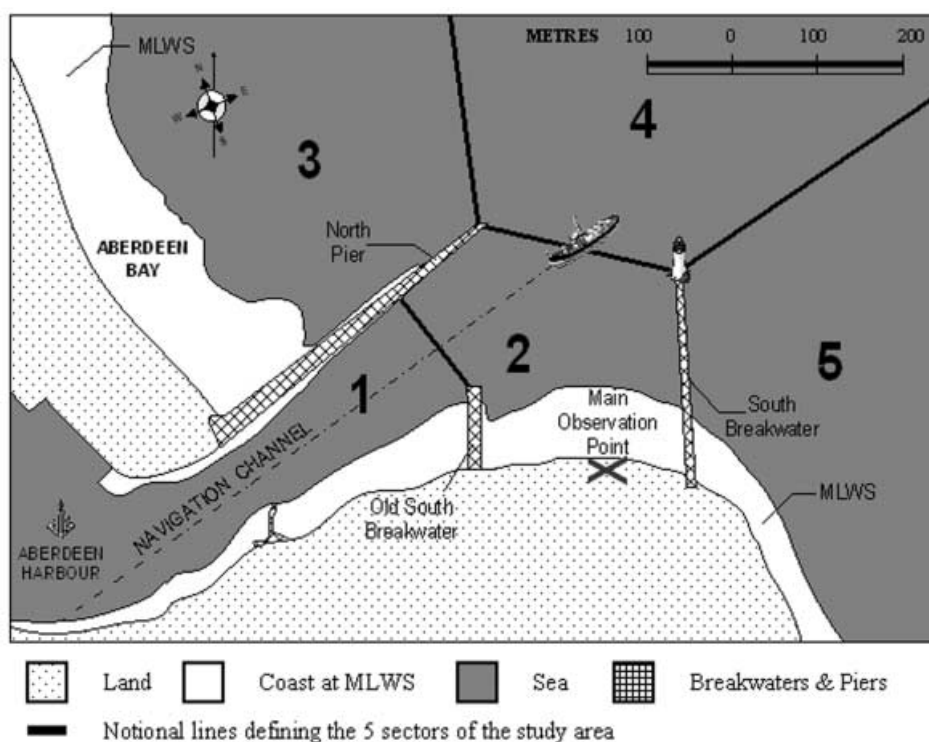 MLWS
METRES 100 0 100 200
N
E
W
S
3
4
North
Pier
ABERDEEN
BAY
2
5
1
Main
Observation
Point
South
Breakwater
NAVIGATION CHANNEL
Old South
Breakwater
MLWS
ABERDEEN
HARBOUR
Land
Coast at MLWS
Sea
Breakwaters & Piers
Notional lines defining the 5 sectors of the study area